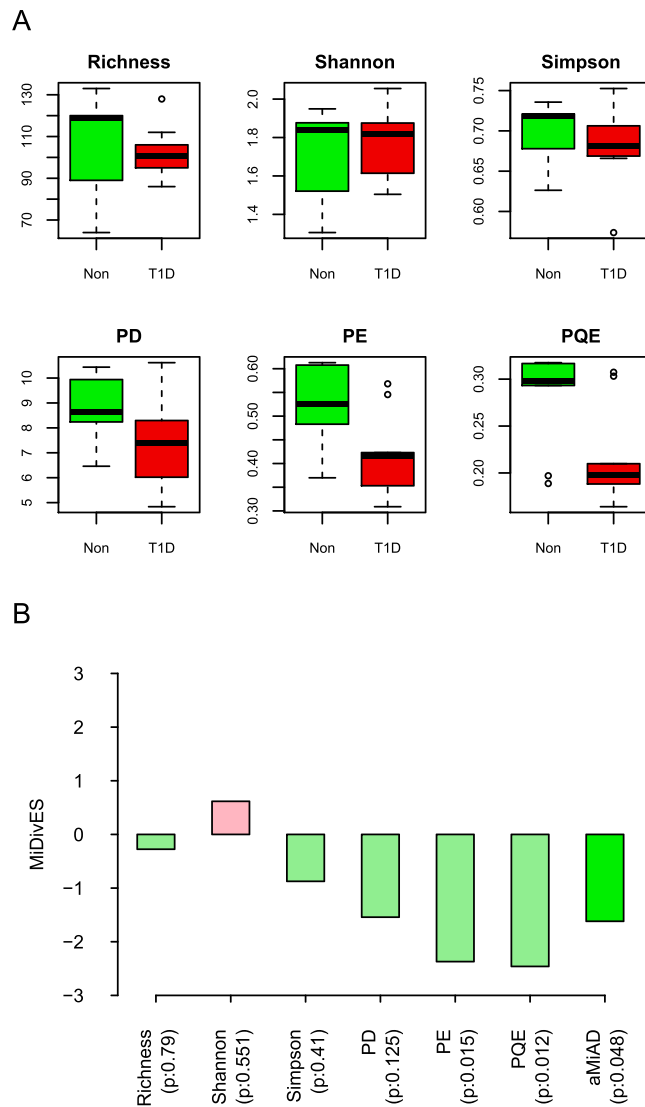 A
Richness
Shannon
Simpson
130
110
90
70
Non
T1D
2.0
1.8
1.6
1.4
Non
T1D
0.75
0.70
0.65
0.60
Non
T1D
PD
PE
PQE
10
9
8
7
6
5
Non
T1D
0.60
0.50
0.40
0.30
Non
T1D
0.30
0.25
0.20
Non
T1D
B
MiDivES
3
2
1
0
−1
−2
−3
Richness
(p:0.79)
Shannon
(p:0.551)
Simpson
(p:0.41)
PD
(p:0.125)
PE
(p:0.015)
PQE
(p:0.012)
aMiAD
(p:0.048)